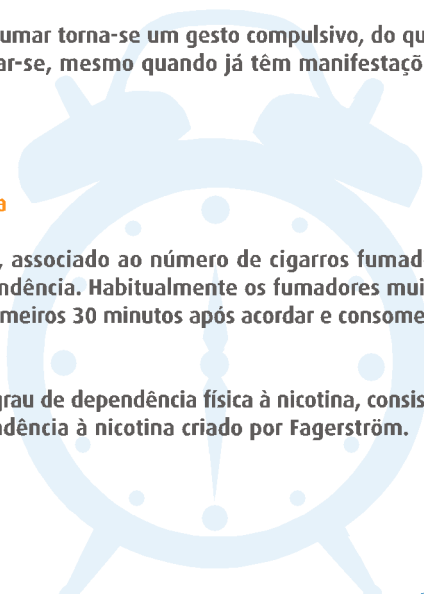 umar torna-se um gesto compulsivo, do qu
ar-se, mesmo quando já têm manifestaçõ
a
, associado ao número de cigarros fumad
ndência. Habitualmente os fumadores mui
meiros 30 minutos após acordar e consome
grau de dependência física à nicotina, consis
ndência à nicotina criado por Fagerström.